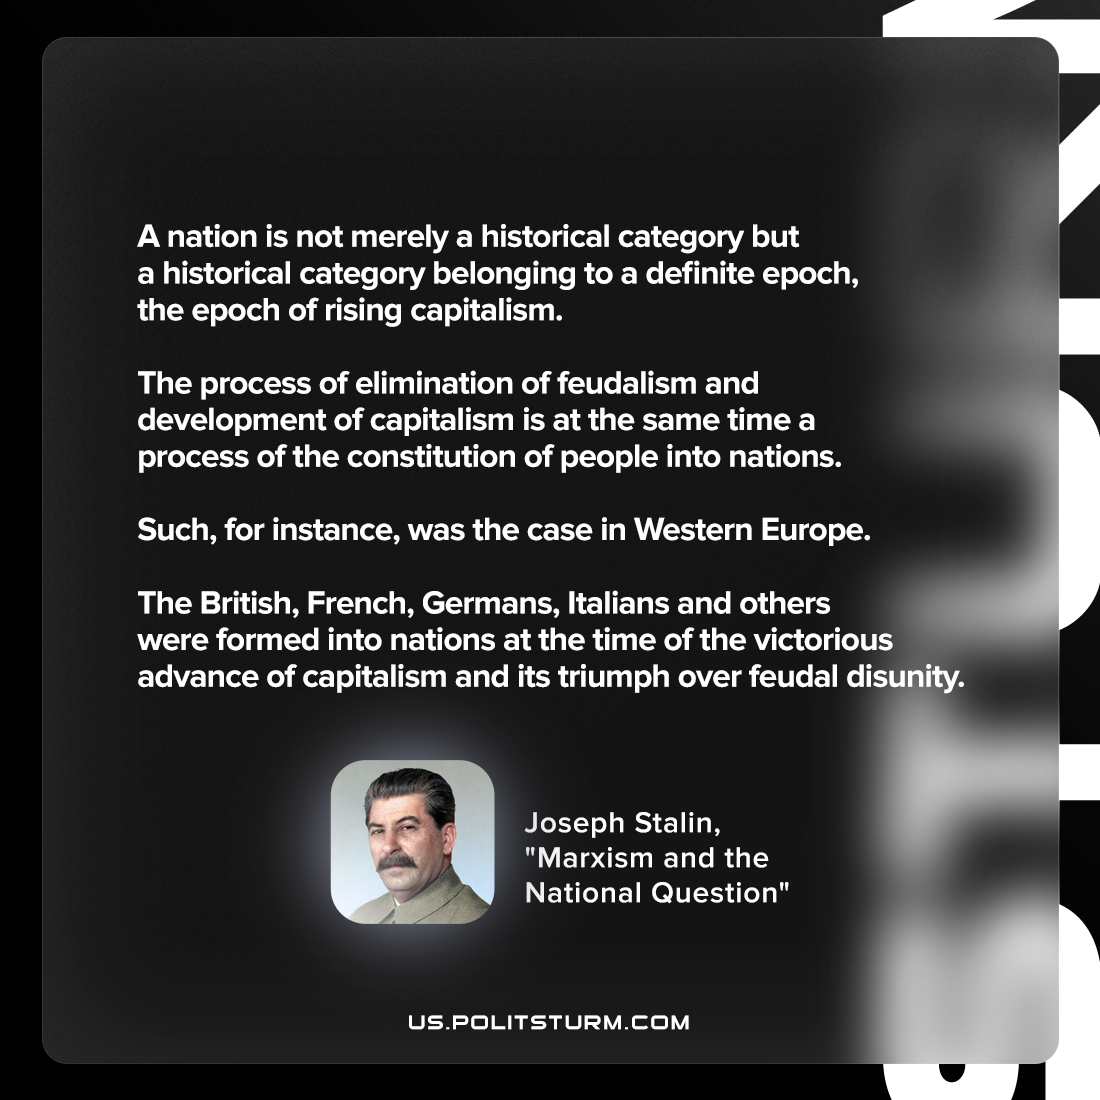 A nation is not merely a historical category but
a historical category belonging to a definite epoch,
the epoch of rising capitalism.
The process of elimination of feudalism and
development of capitalism is at the same time a
process of the constitution of people into nations.
Such, for instance, was the case in Western Europe.
The British, French, Germans, Italians and others
were formed into nations at the time of the victorious
advance of capitalism and its triumph over feudal disunity.
Joseph Stalin,
"Marxism and the
National Question"
US.POLITSTURM.COM